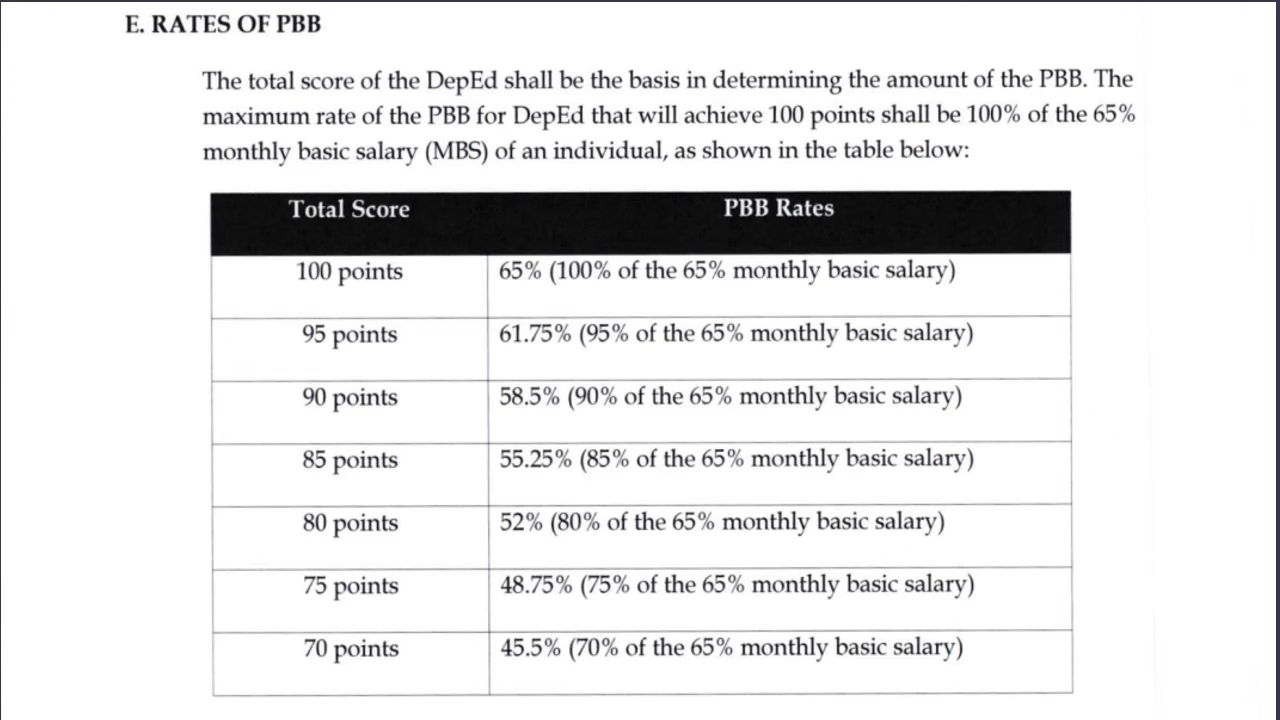 E. RATES OF PBB
The total score of the DepEd shall be the basis in determining the amount of the PBB. The
maximum rate of the PBB for DepEd that will achieve 100 points shall be 100% of the 65%
monthly basic salary (MBS) of an individual, as shown in the table below:
Total Score PBB Rates
100 points 65% (100% of the 65% monthly basic salary)
95 points 61.75% (95% of the 65% monthly basic salary)
90 points 58.5% (90% of the 65% monthly basic salary)
85 points 55.25% (85% of the 65% monthly basic salary)
80 points 52% (80% of the 65% monthly basic salary)
75 points 48.75% (75% of the 65% monthly basic salary)
70 points 45.5% (70% of the 65% monthly basic salary)